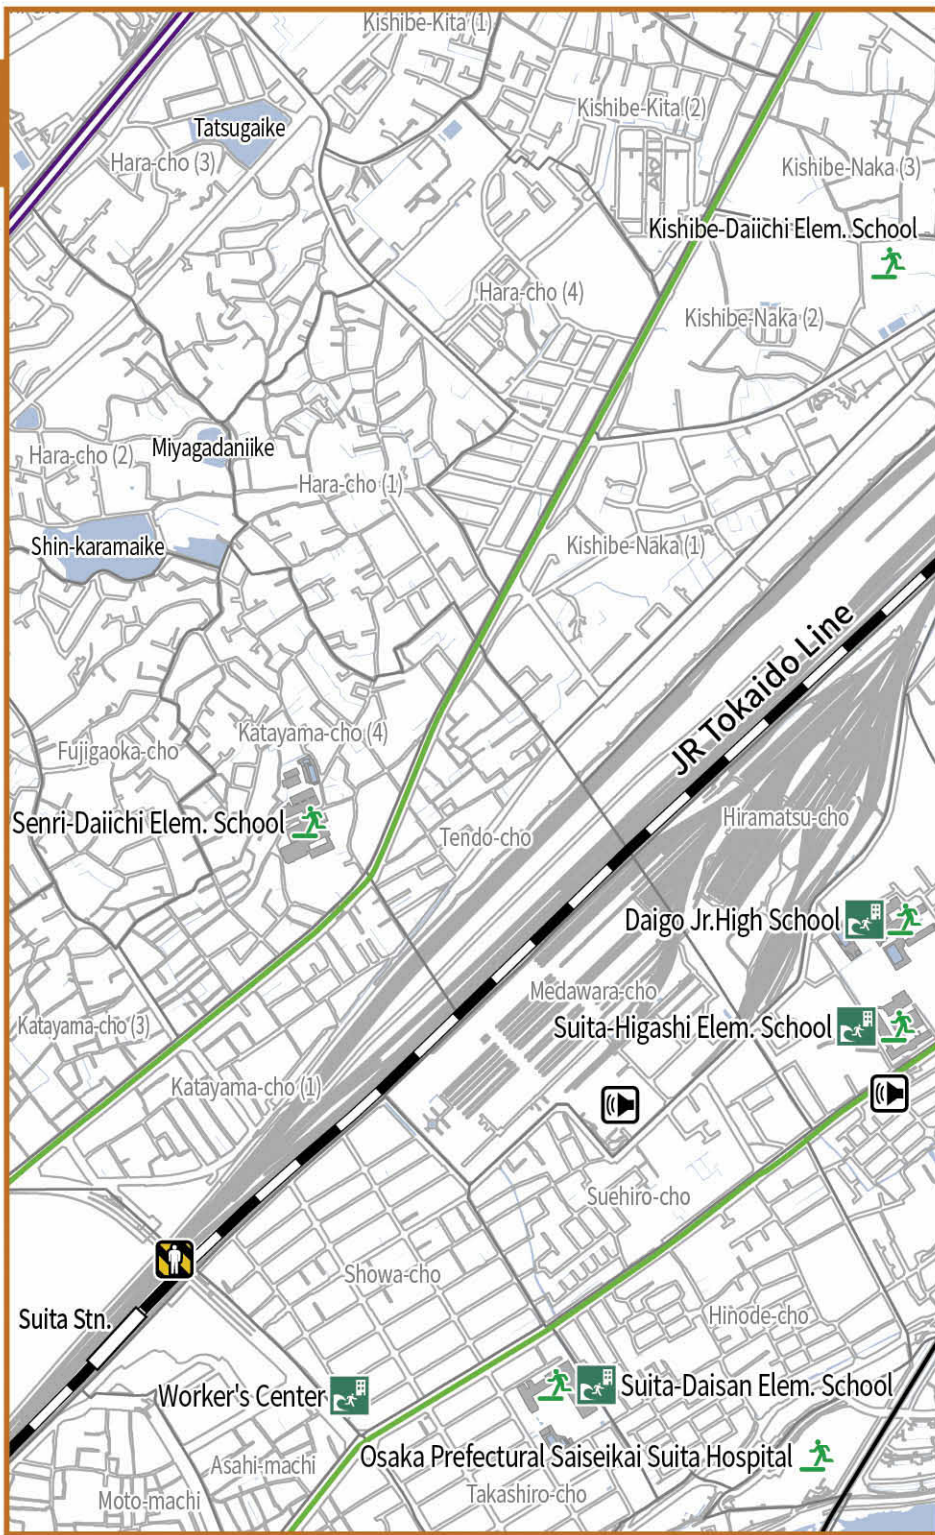 Kishibe-Kita (1)
Kishibe-Kita (2)
Tatsugaike
Hara-cho (3)
Kishibe-Naka (3)
Kishibe-Daiichi Elem. School
Hara-cho (4)
Kishibe-Naka (2)
Miyagadaniike
Hara-cho (2)
Hara-cho (1)
Shin-karamaike
Kishibe-Naka (1)
JR Tokaido Line
Fujigaoka-cho
Katayama-cho (4)
Senri-Daiichi Elem. School
Tendo-cho
Hiramatsu-cho
Daigo Jr.High School
Medawara-cho
Suita-Higashi Elem. School
Katayama-cho (3)
Katayama-cho (1)
Suehiro-cho
Showa-cho
Suita Stn.
Hinode-cho
Worker's Center
Suita-Daisan Elem. School
Osaka Prefectural Saiseikai Suita Hospital
Asahi-machi
Moto-machi
Takashiro-cho